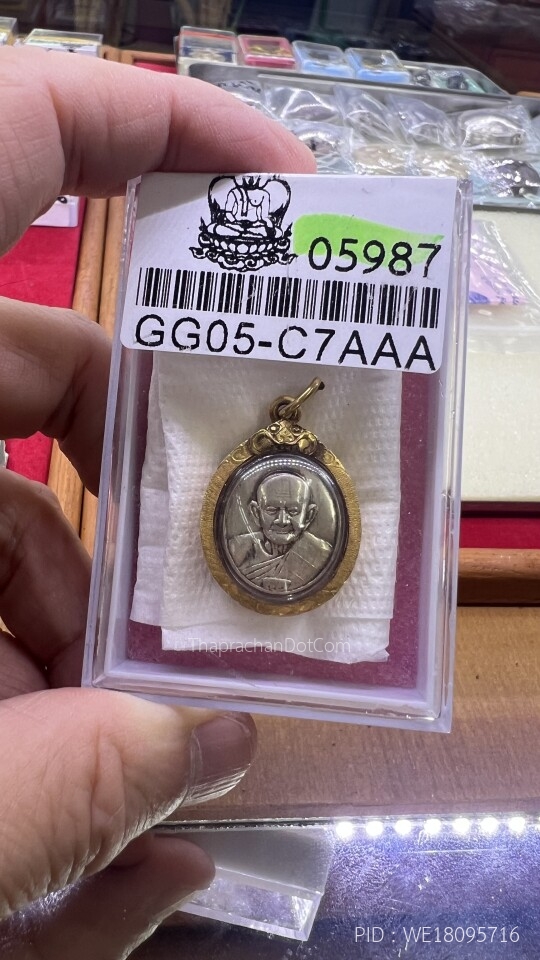 05987
GG05-C7AAA
ThaprachanDotCom
PID : WE18095716